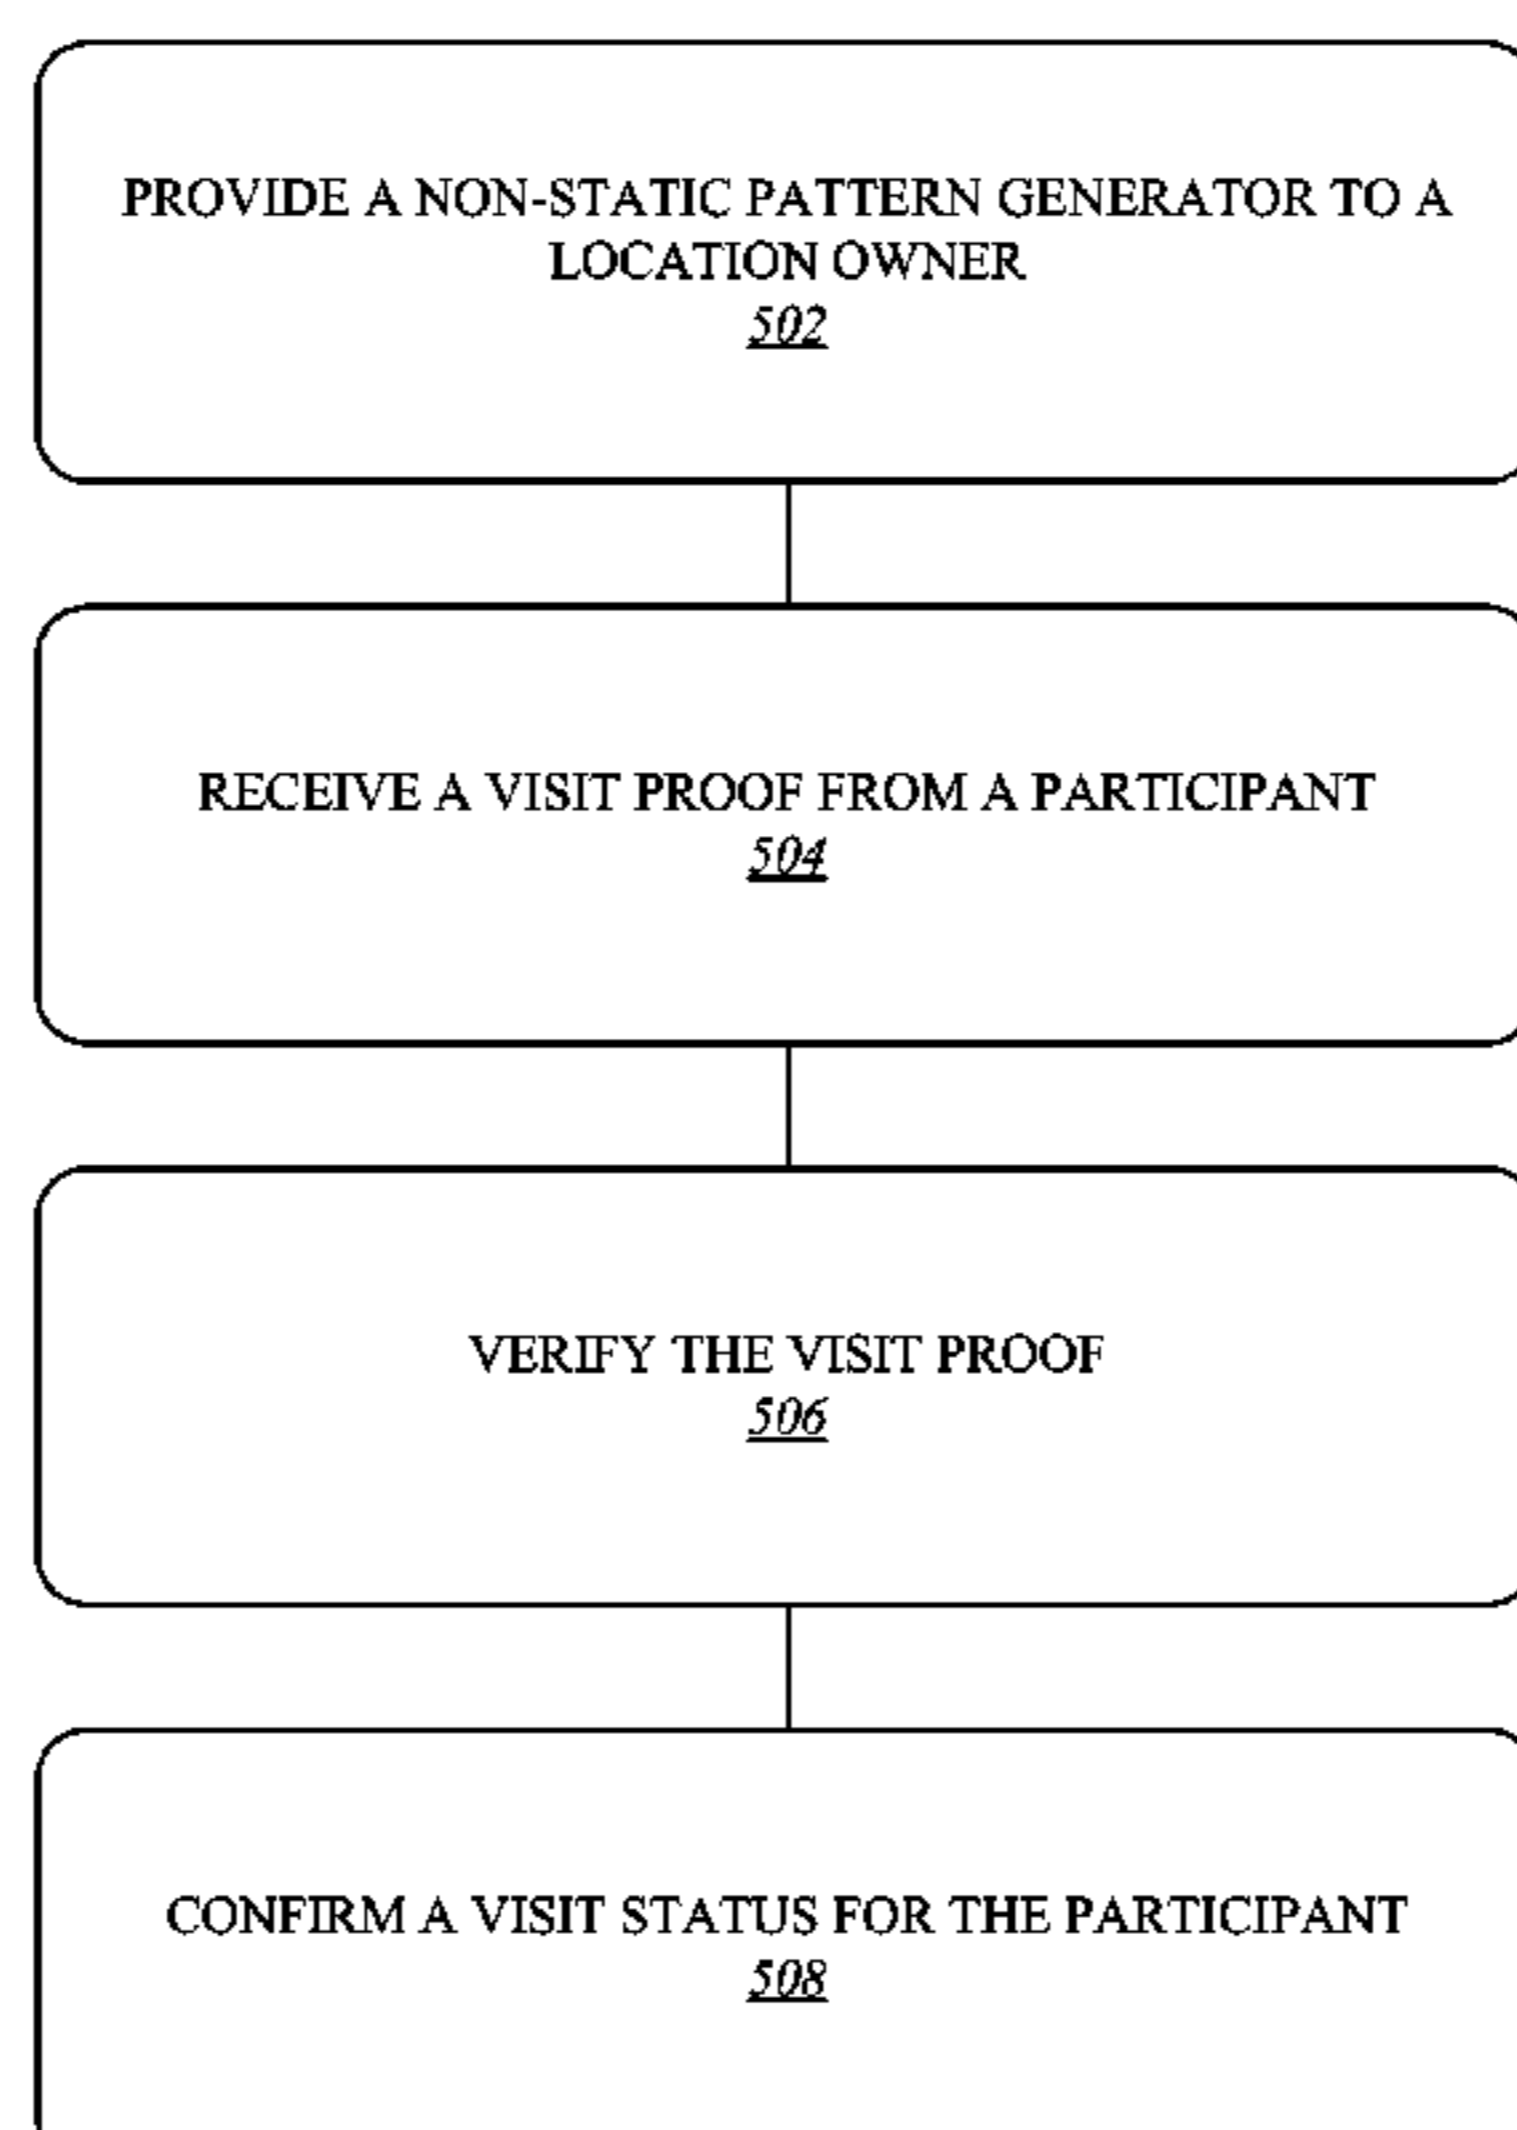 PROVIDE A NON-STATIC PATTERN GENERATOR TO A
LOCATION OWNER
502
RECEIVE A VISIT PROOF FROM A PARTICIPANT
504
VERIFY THE VISIT PROOF
506
CONFIRM A VISIT STATUS FOR THE PARTICIPANT
508